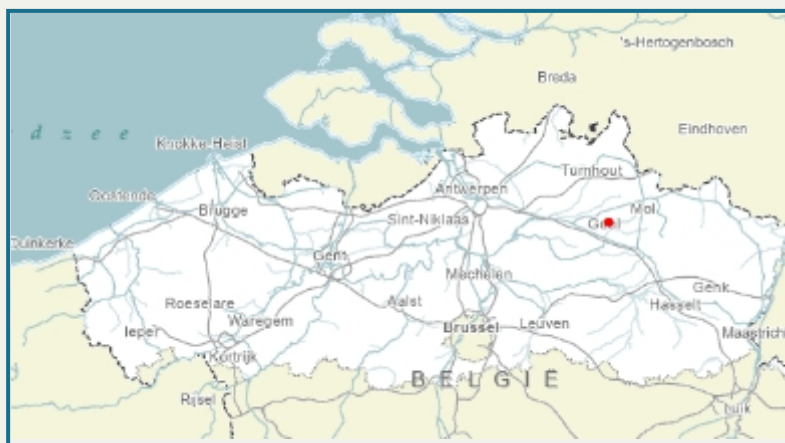 's-Hertogenbosch
Breda
Eindhoven
d z e e
Knokke-Heist
Turnhout
Antwerpen
Oostende
Mol
Brugge
Sint-Niklaas
Geel
Duinkerke
Gent
Mechelen
Genk
Roeselare
Aalst
Hasselt
Waregem
Brussel
Leuven
Ieper
Maastrich
Kortrijk
BELGIË
Rijsel
Luik